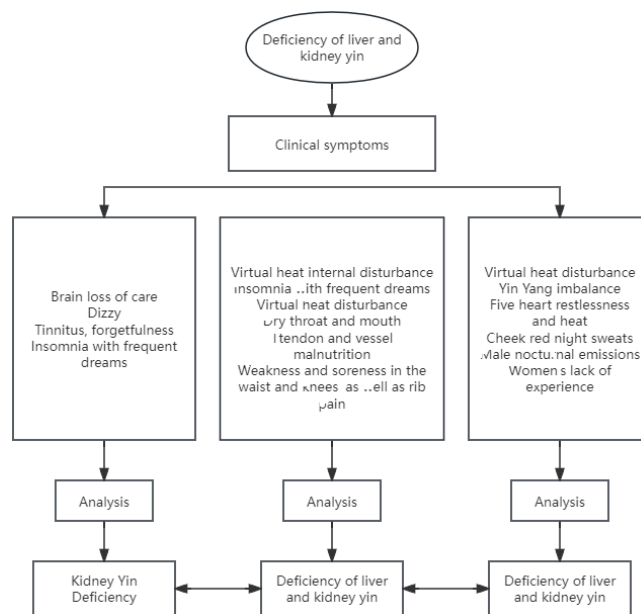 Deficiency of liver and
kidney yin
Clinical symptoms
Brain loss of care
Dizzy
Tinnitus, forgetfulness
Insomnia with frequent
dreams
Virtual heat internal disturbance
Insomnia with frequent dreams
Virtual heat disturbance
Dry throat and mouth
tendon and vessel
malnutrition
Weakness and soreness in the
waist and knees as well as rib
pain
Virtual heat disturbance
Yin Yang imbalance
Five heart restlessness
and heat
Cheek red night sweats
Male nocturnal emissions
Women's lack of
experience
Analysis
Analysis
Analysis
Kidney Yin
Deficiency
Deficiency of liver
and kidney yin
Deficiency of liver
and kidney yin